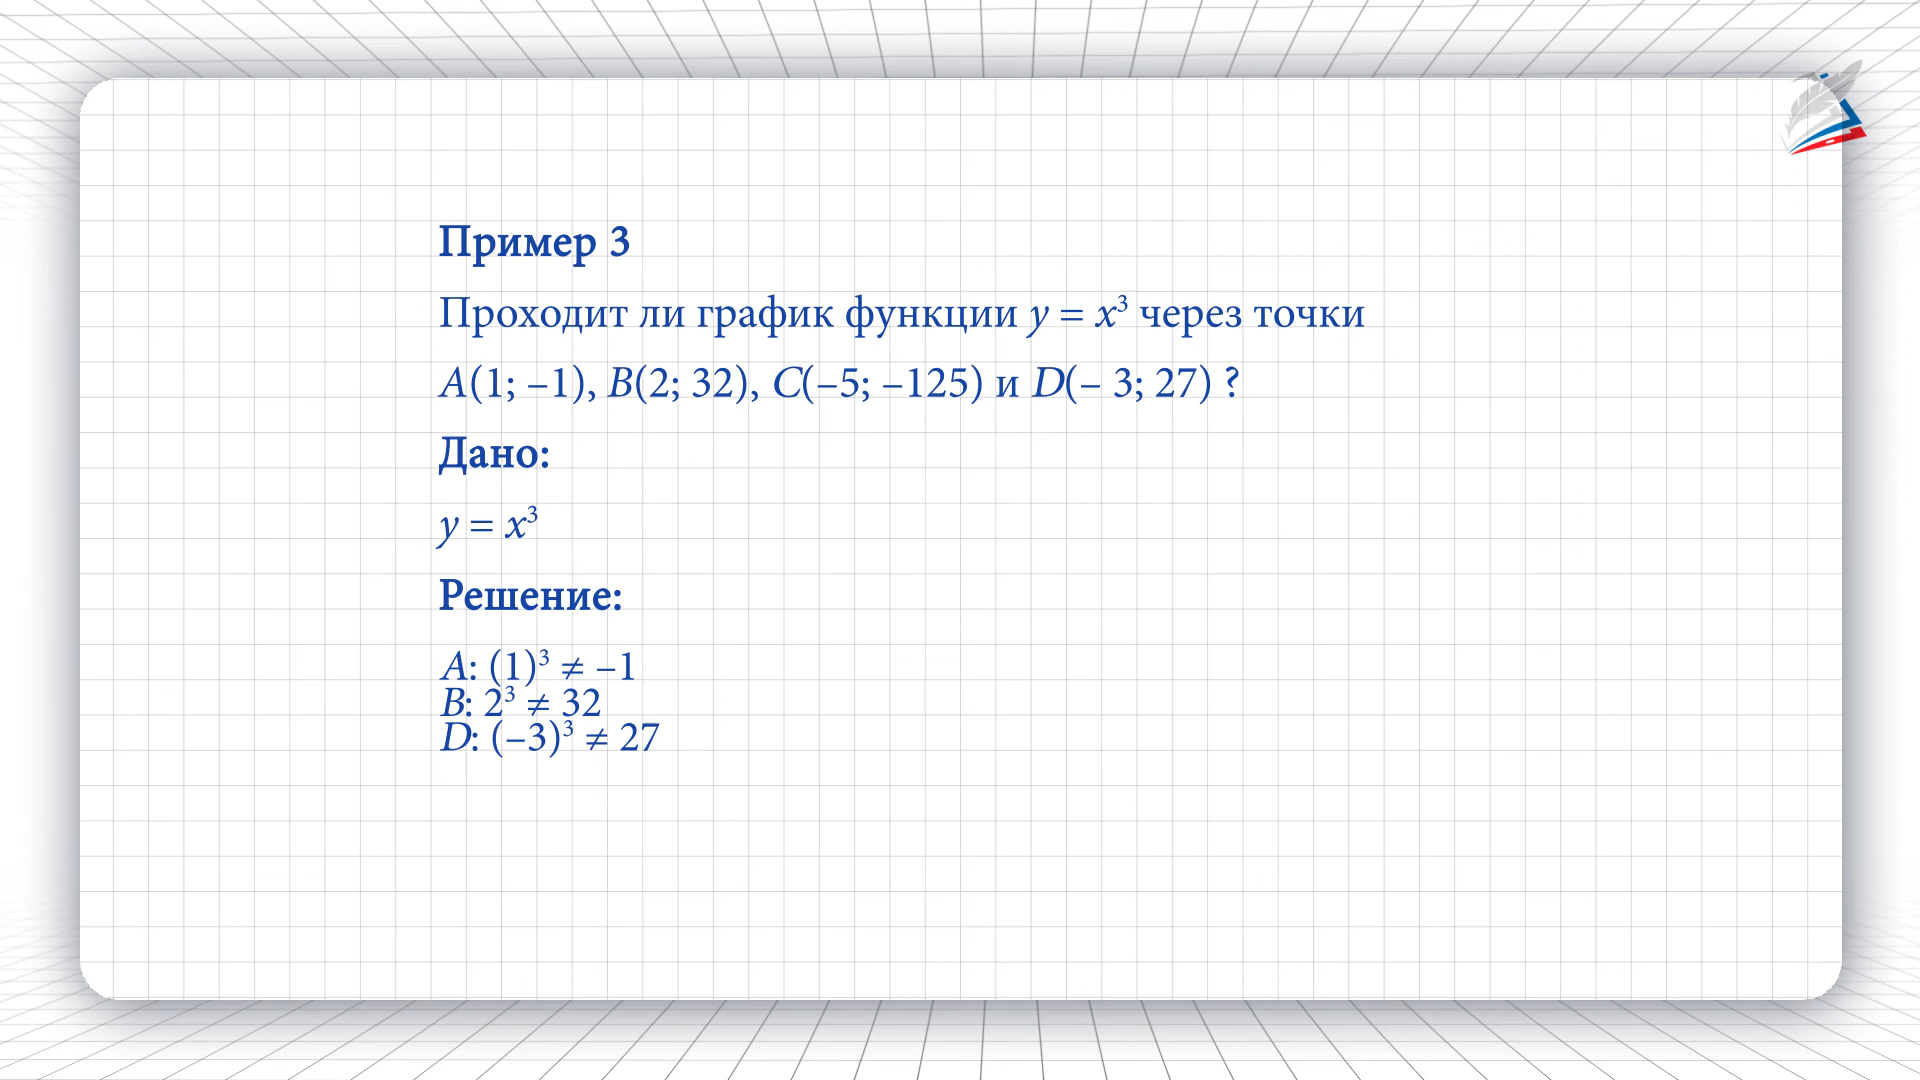 Пример 3
Проходит ли график функции y = x³ через точки
A(1; –1), B(2; 32), C(–5; –125) и D(– 3; 27) ?
Дано:
y = x³
Решение:
A: (1)³ ≠ –1
B: 2³ ≠ 32
D: (–3)³ ≠ 27